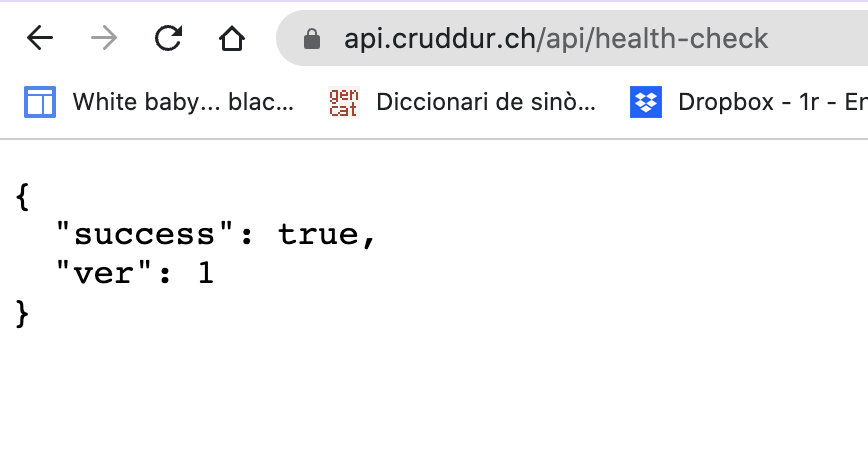 api.cruddur.ch/api/health-check
White baby... blac... gen cat Diccionari de sinò... Dropbox - 1r - En
{
"success": true,
"ver": 1
}